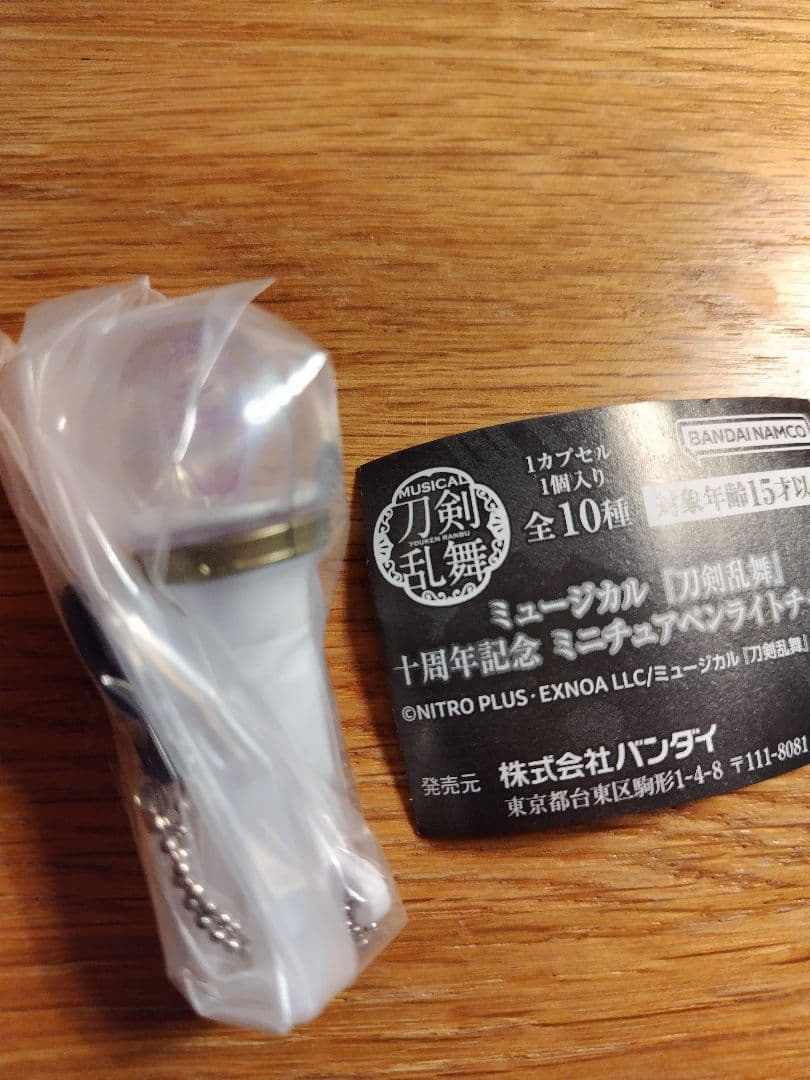 BANDAI NAMCO
1カプセル
1個入り
全10種
対象年齢15才以
MUSICAL
刀剣
TOUKEN RANBU
乱舞
ミュージカル『刀剣乱舞』
十周年記念 ミニチュアペンライトチ
©NITRO PLUS・EXNOA LLC/ミュージカル『刀剣乱舞』
発売元 株式会社バンダイ
東京都台東区駒形1-4-8 〒111-8081